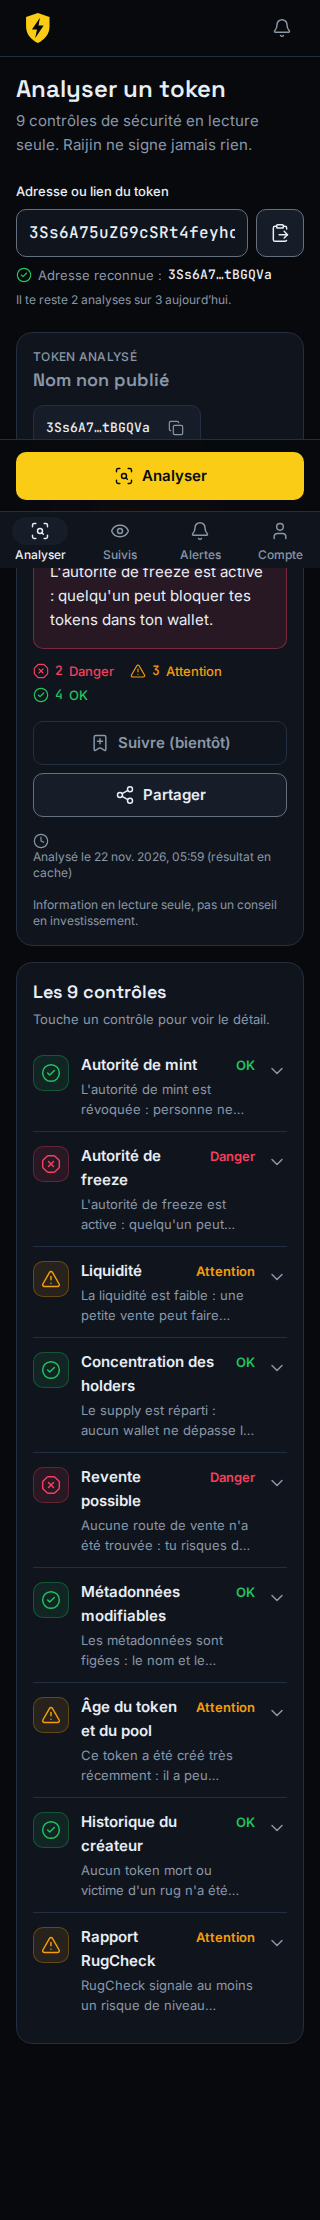 Analyser un token
9 contrôles de sécurité en lecture
seule. Raijin ne signe jamais rien.
Adresse ou lien du token
3Ss6A75uZG9cSRt4feyh
Adresse reconnue : 3Ss6A7…tBGQVa
Il te reste 2 analyses sur 3 aujourd'hui.
TOKEN ANALYSÉ
Nom non publié
3Ss6A7…tBGQVa
Analyser
Analyser Suivis Alertes Compte
L'autorité de freeze est active
: quelqu'un peut bloquer tes
tokens dans ton wallet.
2 Danger 3 Attention
4 OK
Suivre (bientôt)
Partager
Analysé le 22 nov. 2026, 05:59 (résultat en
cache)
Information en lecture seule, pas un conseil
en investissement.
Les 9 contrôles
Touche un contrôle pour voir le détail.
Autorité de mint OK
L'autorité de mint est
révoquée : personne ne…
Autorité de Danger
freeze
L'autorité de freeze est
active : quelqu'un peut…
Liquidité Attention
La liquidité est faible : une
petite vente peut faire…
Concentration des OK
holders
Le supply est réparti :
aucun wallet ne dépasse l…
Revente Danger
possible
Aucune route de vente n'a
été trouvée : tu risques d…
Métadonnées OK
modifiables
Les métadonnées sont
figées : le nom et le…
Âge du token Attention
et du pool
Ce token a été créé très
récemment : il a peu…
Historique du OK
créateur
Aucun token mort ou
victime d'un rug n'a été…
Rapport Attention
RugCheck
RugCheck signale au moins
un risque de niveau…